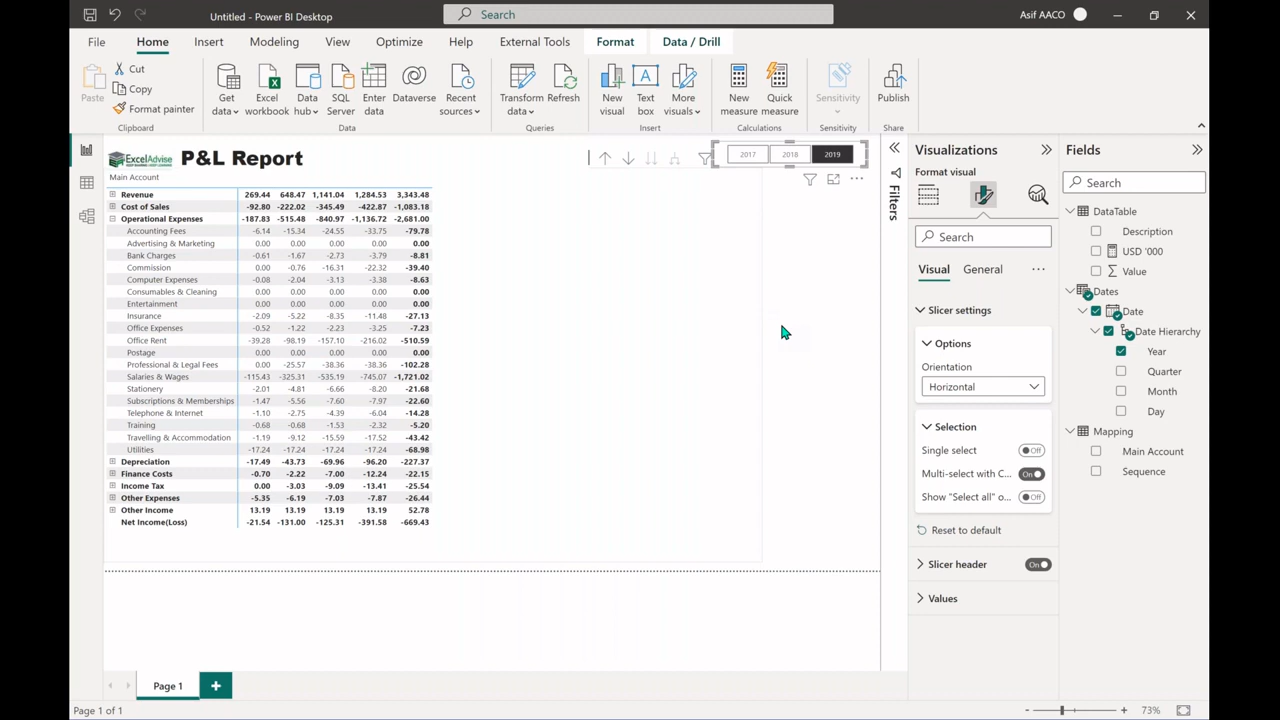 Untitled - Power BI Desktop
Search
Asif AACO
File Home Insert Modeling View Optimize Help External Tools Format Data / Drill
Paste
Cut
Copy
Format painter
Clipboard
Get data
Excel workbook
Data hub
SQL Server
Enter data
Dataverse
Recent sources
Data
Transform data
Refresh
Queries
New visual
Text box
More visuals
Insert
New measure
Quick measure
Calculations
Sensitivity
Sensitivity
Publish
Share
ExcelAdvise
P&L Report
2017 2018 2019
Main Account
Revenue 269.44 648.47 1,141.04 1,284.53 3,343.48
Cost of Sales -92.80 -222.02 -345.49 -422.87 -1,083.18
Operational Expenses -187.83 -515.48 -840.97 -1,136.72 -2,681.00
Accounting Fees -6.14 -15.34 -24.55 -33.75 -79.78
Advertising & Marketing 0.00 0.00 0.00 0.00 0.00
Bank Charges -0.61 -1.67 -2.73 -3.79 -8.81
Commission 0.00 -0.76 -16.31 -22.32 -39.40
Computer Expenses -0.08 -2.04 -3.13 -3.38 -8.63
Consumables & Cleaning 0.00 0.00 0.00 0.00 0.00
Entertainment 0.00 0.00 0.00 0.00 0.00
Insurance -2.09 -5.22 -8.35 -11.48 -27.13
Office Expenses -0.52 -1.22 -2.23 -3.25 -7.23
Office Rent -39.28 -98.19 -157.10 -216.02 -510.59
Postage 0.00 0.00 0.00 0.00 0.00
Professional & Legal Fees 0.00 -25.57 -38.36 -38.36 -102.28
Salaries & Wages -115.43 -325.31 -535.19 -745.07 -1,721.02
Stationery -2.01 -4.81 -6.66 -8.20 -21.68
Subscriptions & Memberships -1.47 -5.56 -7.60 -7.97 -22.60
Telephone & Internet -1.10 -2.75 -4.39 -6.04 -14.28
Training -0.68 -0.68 -1.53 -2.32 -5.20
Travelling & Accommodation -1.19 -9.12 -15.59 -17.52 -43.42
Utilities -17.24 -17.24 -17.24 -17.24 -68.98
Depreciation -17.49 -43.73 -69.96 -96.20 -227.37
Finance Costs -0.70 -2.22 -7.00 -12.24 -22.15
Income Tax 0.00 -3.03 -9.09 -13.41 -25.54
Other Expenses -5.35 -6.19 -7.03 -7.87 -26.44
Other Income 13.19 13.19 13.19 13.19 52.78
Net Income(Loss) -21.54 -131.00 -125.31 -391.58 -669.43
Filters
Visualizations
Format visual
Search
Visual General
Slicer settings
Options
Orientation
Horizontal
Selection
Single select Off
Multi-select with C... On
Show "Select all" o... Off
Reset to default
Slicer header On
Values
Fields
Search
DataTable
Description
USD '000
Value
Dates
Date
Date Hierarchy
Year
Quarter
Month
Day
Mapping
Main Account
Sequence
Page 1
Page 1 of 1
73%